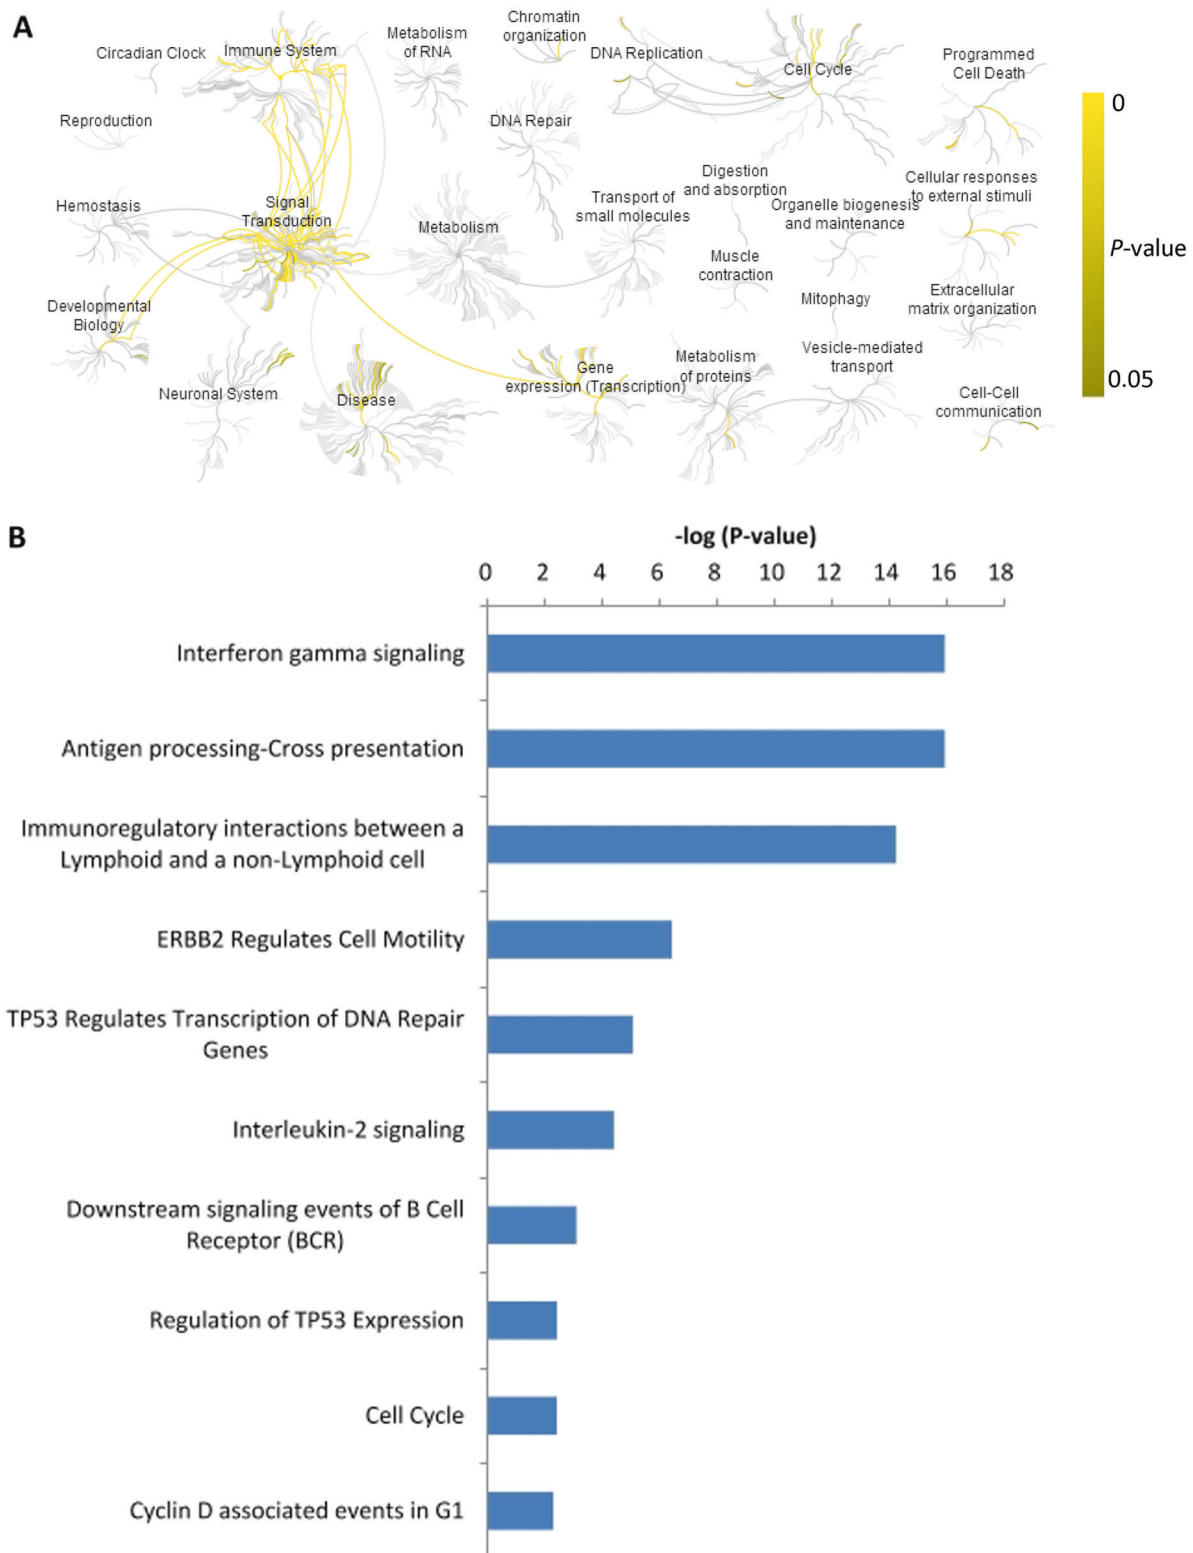 A
Circadian Clock
Immune System
Metabolism
of RNA
Chromatin
organization
DNA Replication
Cell Cycle
Programmed
Cell Death
0
Reproduction
DNA Repair
Digestion
and absorption
Cellular responses
to external stimuli
Hemostasis
Signal
Transduction
Metabolism
Transport of
small molecules
Organelle biogenesis
and maintenance
P-value
Muscle
contraction
Developmental
Biology
Mitophagy
Extracellular
matrix organization
Neuronal System
Disease
Gene
expression (Transcription)
Metabolism
of proteins
Vesicle-mediated
transport
0.05
Cell-Cell
communication
B
-log (P-value)
0 2 4 6 8 10 12 14 16 18
Interferon gamma signaling
Antigen processing-Cross presentation
Immunoregulatory interactions between a
Lymphoid and a non-Lymphoid cell
ERBB2 Regulates Cell Motility
TP53 Regulates Transcription of DNA Repair
Genes
Interleukin-2 signaling
Downstream signaling events of B Cell
Receptor (BCR)
Regulation of TP53 Expression
Cell Cycle
Cyclin D associated events in G1